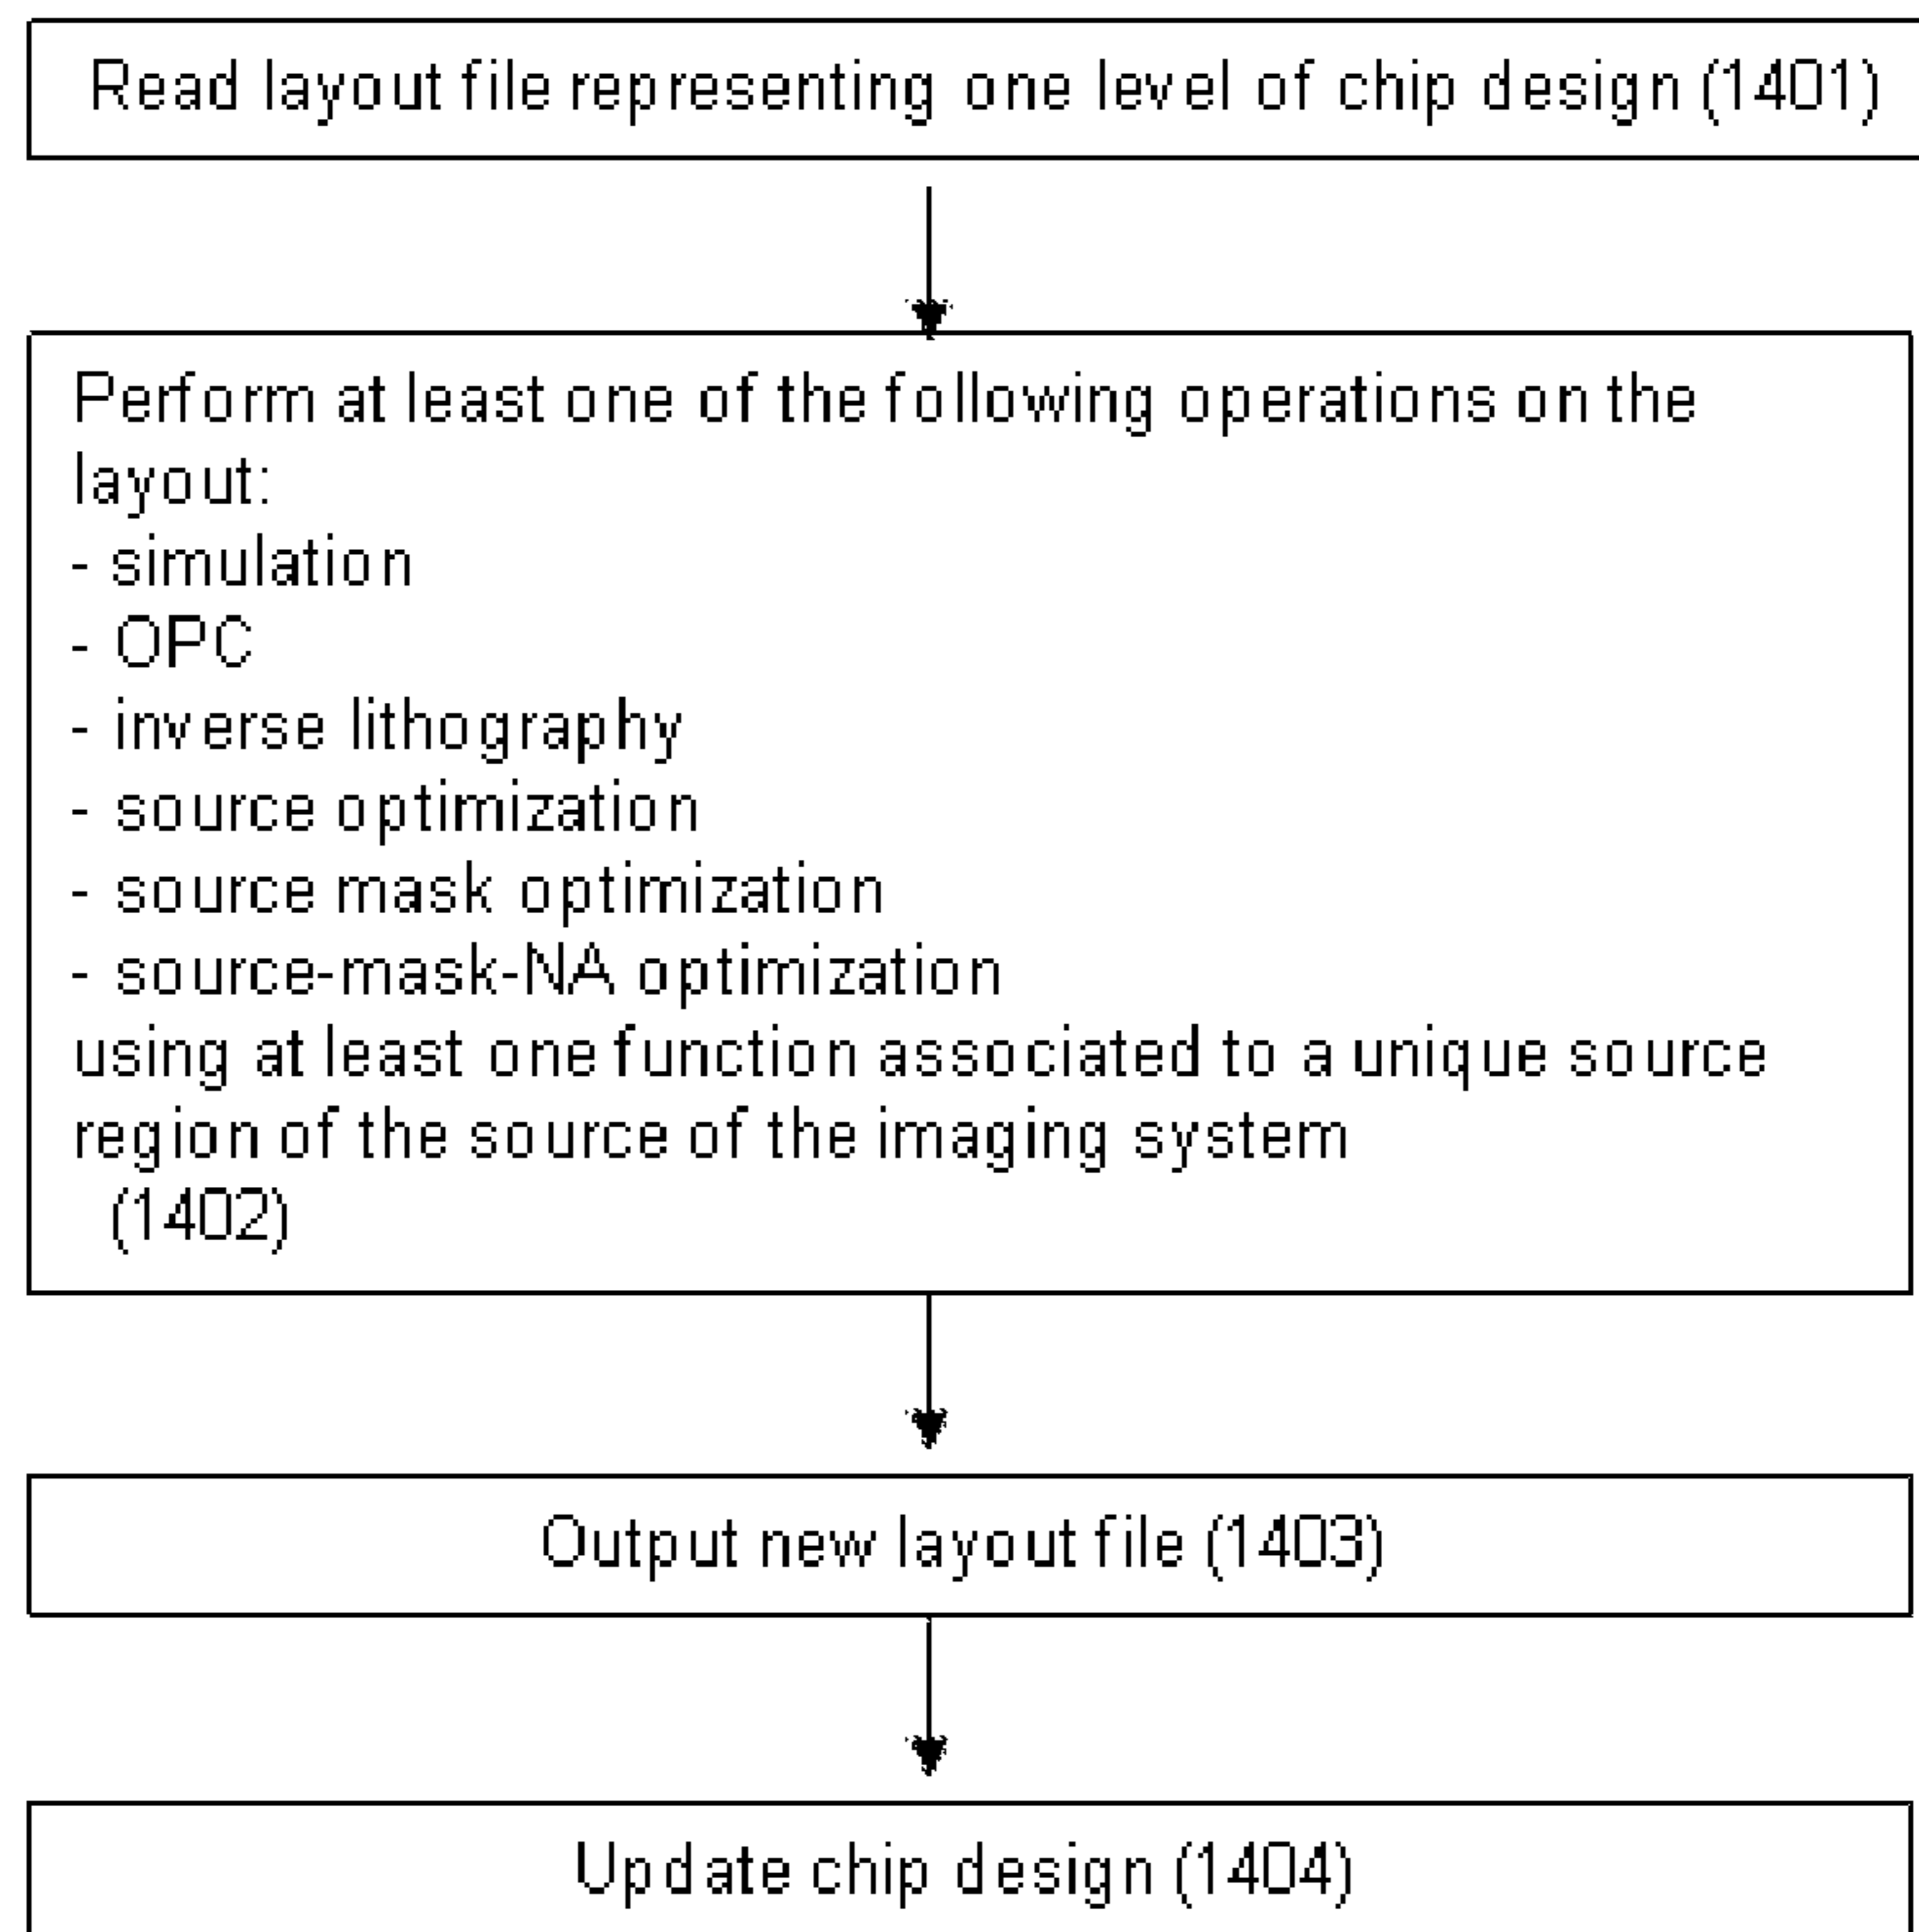 Read layout file representing one level of chip design (1401)
Perform at least one of the following operations on the
layout:
- simulation
- OPC
- inverse lithography
- source optimization
- source mask optimization
- source-mask-NA optimization
using at least one function associated to a unique source
region of the source of the imaging system
(1402)
Output new layout file (1403)
Update chip design (1404)